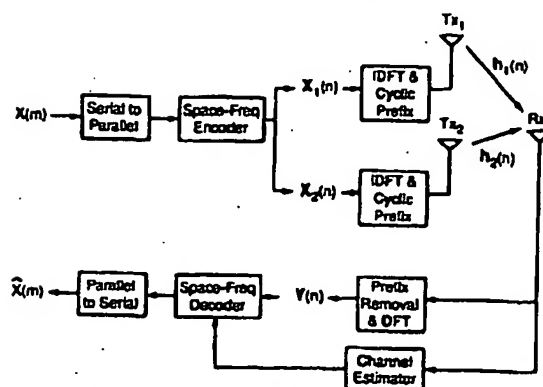 Tx₁
h₁(n)
X(m)
Serial to
Parallel
Space-Freq
Encoder
X₁(n)
IDFT &
Cyclic
Prefix
Rx
Tx₂
h₂(n)
X₂(n)
IDFT &
Cyclic
Prefix
X̂(m)
Parallel
to Serial
Space-Freq
Decoder
Y(n)
Prefix
Removal
& DFT
Channel
Estimator